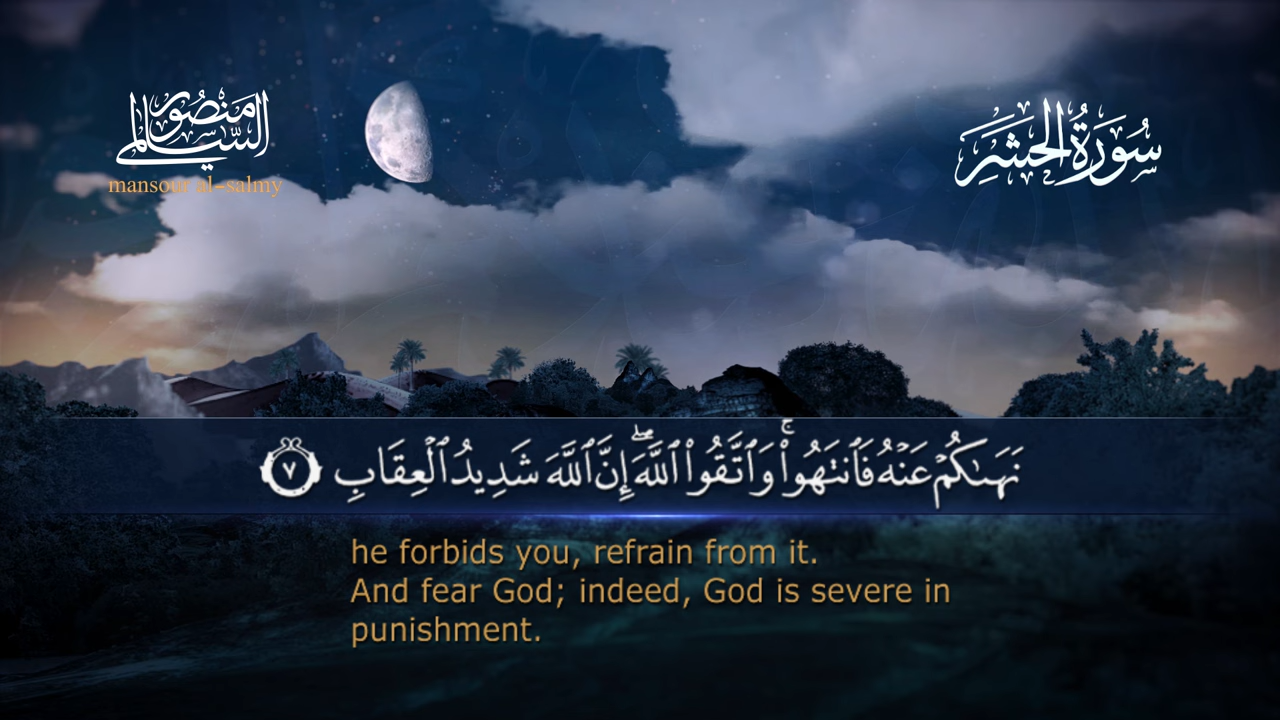 منصور السالمي
mansour al-salmy
سُورَةُ الحَشرِ
نَهَىٰكُمْ عَنْهُ فَٱنتَهُوا۟ ۚ وَٱتَّقُوا۟ ٱللَّهَ ۖ إِنَّ ٱللَّهَ شَدِيدُ ٱلْعِقَابِ ٧
he forbids you, refrain from it.
And fear God; indeed, God is severe in
punishment.